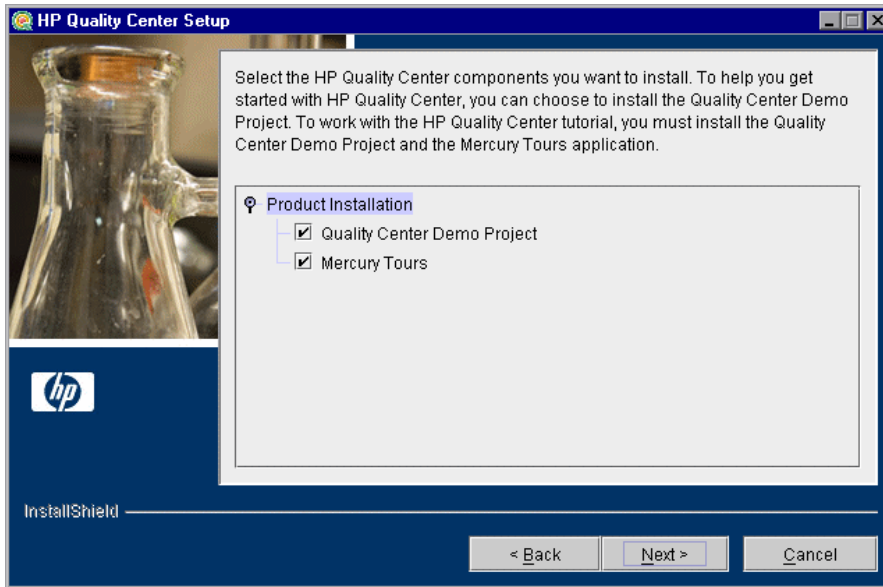 HP Quality Center Setup
Select the HP Quality Center components you want to install. To help you get
started with HP Quality Center, you can choose to install the Quality Center Demo
Project. To work with the HP Quality Center tutorial, you must install the Quality
Center Demo Project and the Mercury Tours application.
Product Installation
Quality Center Demo Project
Mercury Tours
hp
InstallShield
< Back
Next >
Cancel